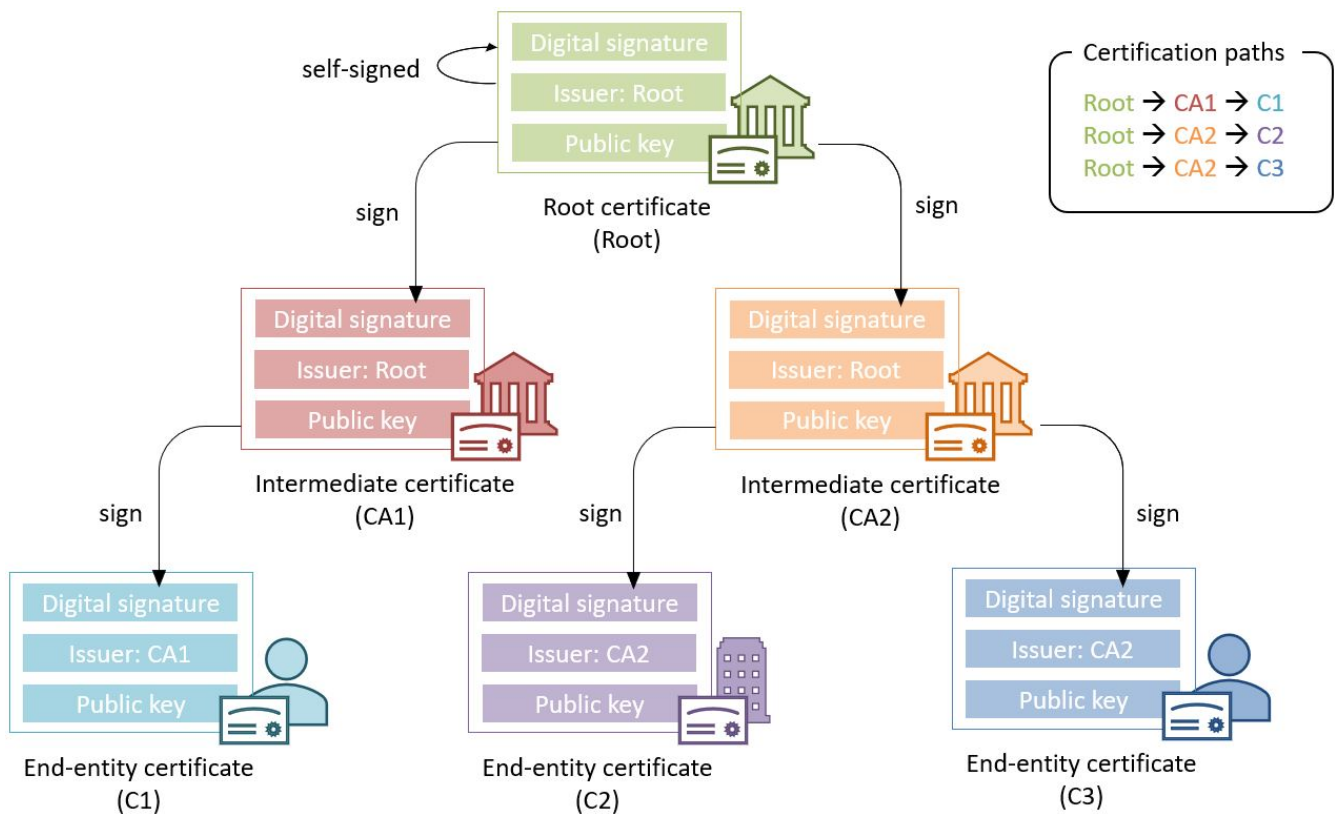 Digital signature
self-signed
Issuer: Root
Public key
Root certificate
(Root)
Certification paths
Root → CA1 → C1
Root → CA2 → C2
Root → CA2 → C3
sign
sign
Digital signature
Issuer: Root
Public key
Intermediate certificate
(CA1)
Digital signature
Issuer: Root
Public key
Intermediate certificate
(CA2)
sign
sign
sign
Digital signature
Issuer: CA1
Public key
End-entity certificate
(C1)
Digital signature
Issuer: CA2
Public key
End-entity certificate
(C2)
Digital signature
Issuer: CA2
Public key
End-entity certificate
(C3)